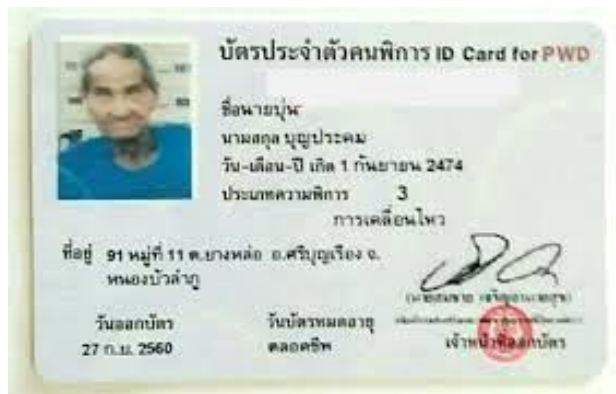 บัตรประจำตัวคนพิการ ID Card for PWD
ชื่อนายบุ่น
นามสกุล บุญประคม
วัน-เดือน-ปี เกิด 1 กันยายน 2474
ประเภทความพิการ 3
การเคลื่อนไหว
ที่อยู่ 91 หมู่ที่ 11 ต.ยางหล่อ อ.ศรีบุญเรือง จ.
หนองบัวลำภู
วันออกบัตร
27 ก.ย. 2560
วันบัตรหมดอายุ
ตลอดชีพ
เจ้าหน้าที่ออกบัตร